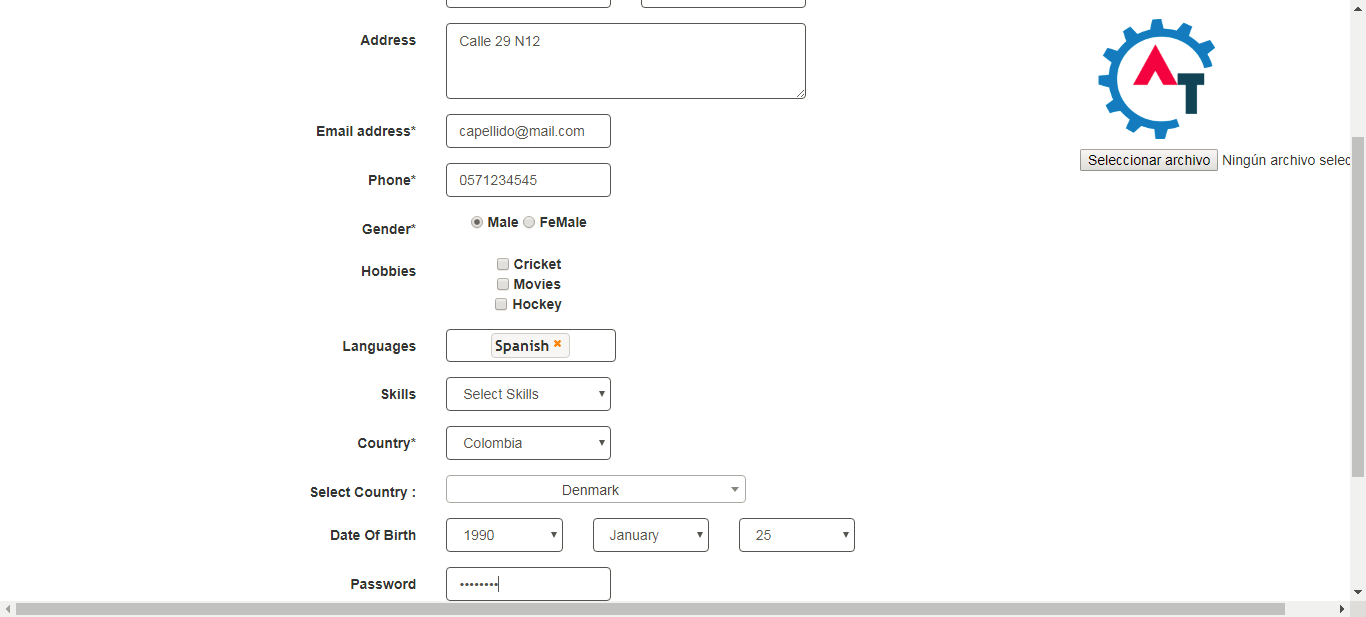 Address Calle 29 N12
Email address* capellido@mail.com
Seleccionar archivo Ningún archivo selec
Phone* 0571234545
Gender* Male FeMale
Hobbies Cricket
Movies
Hockey
Languages Spanish
Skills Select Skills
Country* Colombia
Select Country : Denmark
Date Of Birth 1990 January 25
Password ••••••••